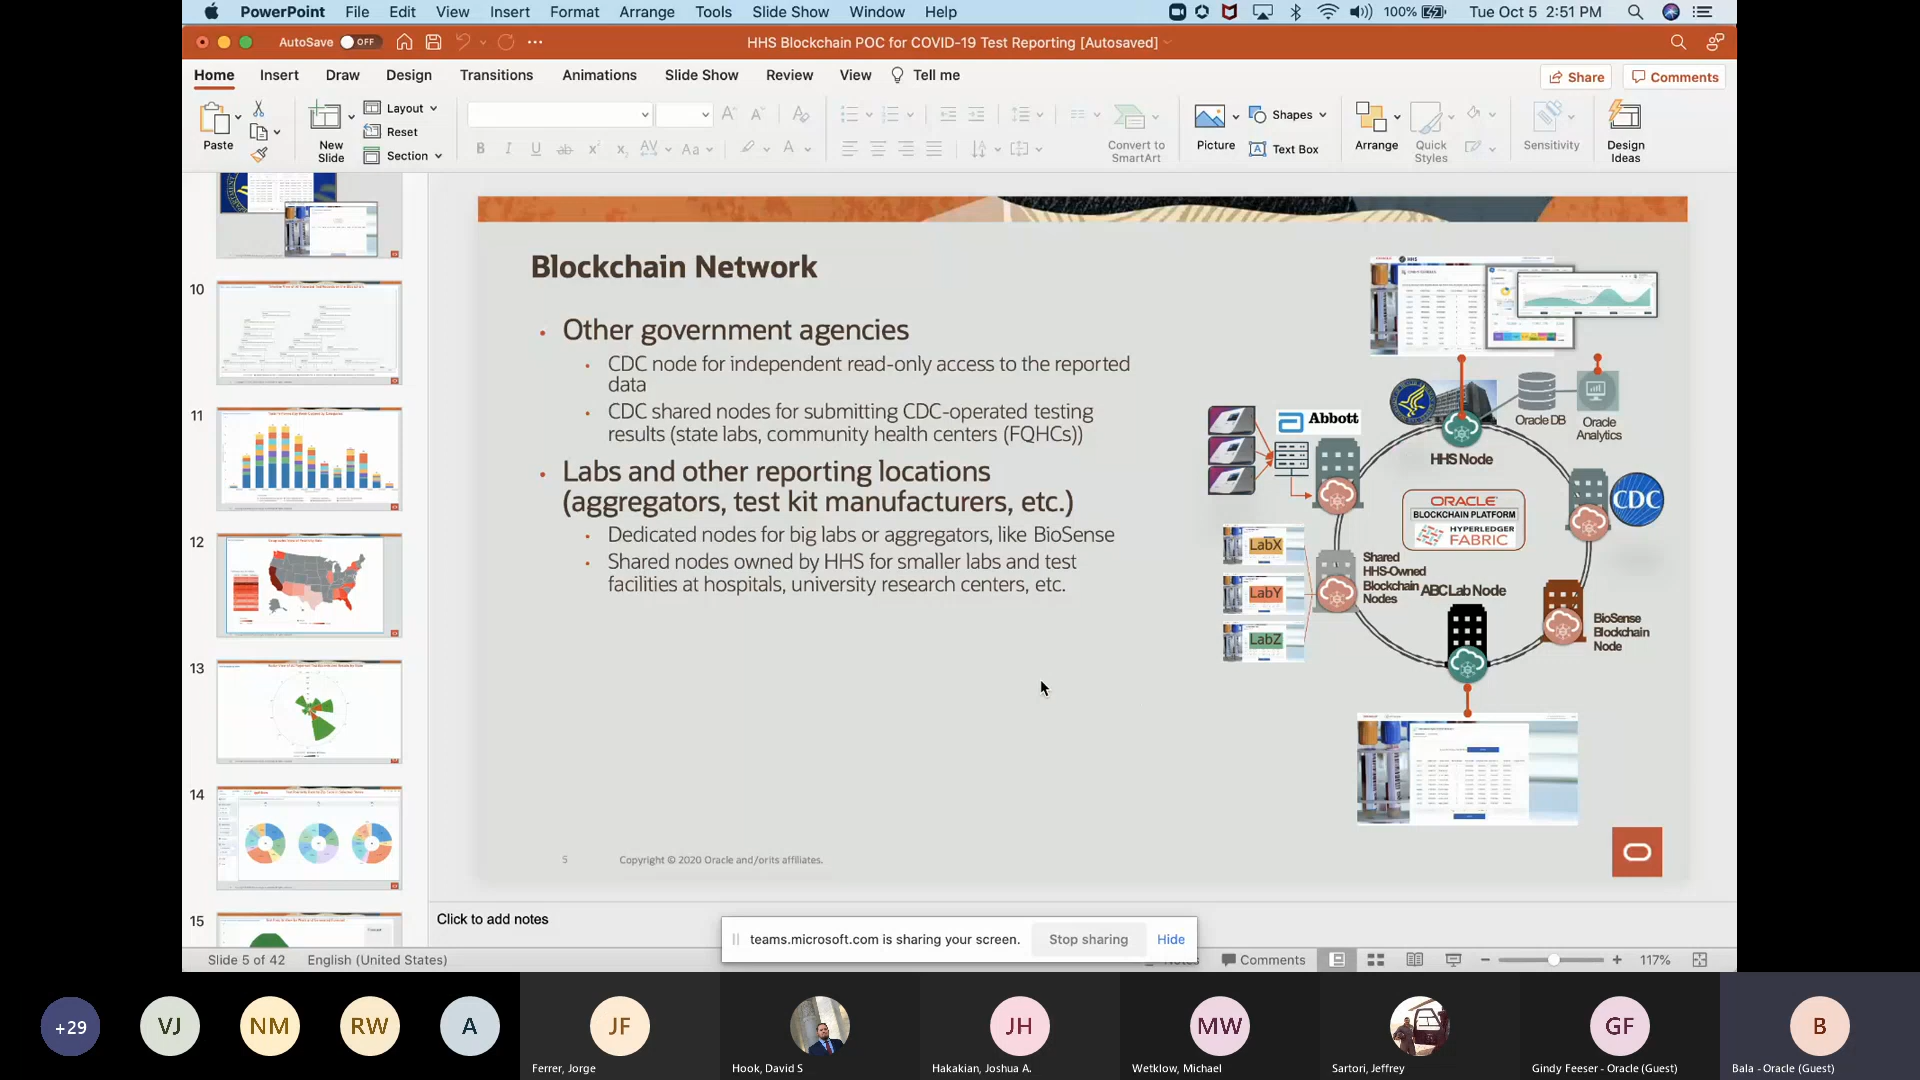 PowerPoint File Edit View Insert Format Arrange Tools Slide Show Window Help
100% Tue Oct 5 2:51 PM
AutoSave OFF
HHS Blockchain POC for COVID-19 Test Reporting [Autosaved]
Home Insert Draw Design Transitions Animations Slide Show Review View Tell me
Share Comments
Paste
New
Slide
Layout
Reset
Section
Convert to
SmartArt
Picture
Shapes
Text Box
Arrange
Quick
Styles
Sensitivity
Design
Ideas
10
11
12
13
14
15
Blockchain Network
Other government agencies
CDC node for independent read-only access to the reported
data
CDC shared nodes for submitting CDC-operated testing
results (state labs, community health centers (FQHCs))
Labs and other reporting locations
(aggregators, test kit manufacturers, etc.)
Dedicated nodes for big labs or aggregators, like BioSense
Shared nodes owned by HHS for smaller labs and test
facilities at hospitals, university research centers, etc.
HHS
Abbott
Oracle DB
Oracle
Analytics
HHS Node
CDC
ORACLE
BLOCKCHAIN PLATFORM
HYPERLEDGER
FABRIC
LabX
LabY
LabZ
Shared
HHS-Owned
Blockchain
Nodes
ABC Lab Node
BioSense
Blockchain
Node
5 Copyright © 2020 Oracle and/orits affiliates.
Click to add notes
teams.microsoft.com is sharing your screen. Stop sharing Hide
Slide 5 of 42 English (United States) Notes Comments 117%
+29 VJ NM RW A JF JH MW GF B
Ferrer, Jorge
Hook, David S
Hakakian, Joshua A.
Wetklow, Michael
Sartori, Jeffrey
Gindy Feeser - Oracle (Guest)
Bala - Oracle (Guest)